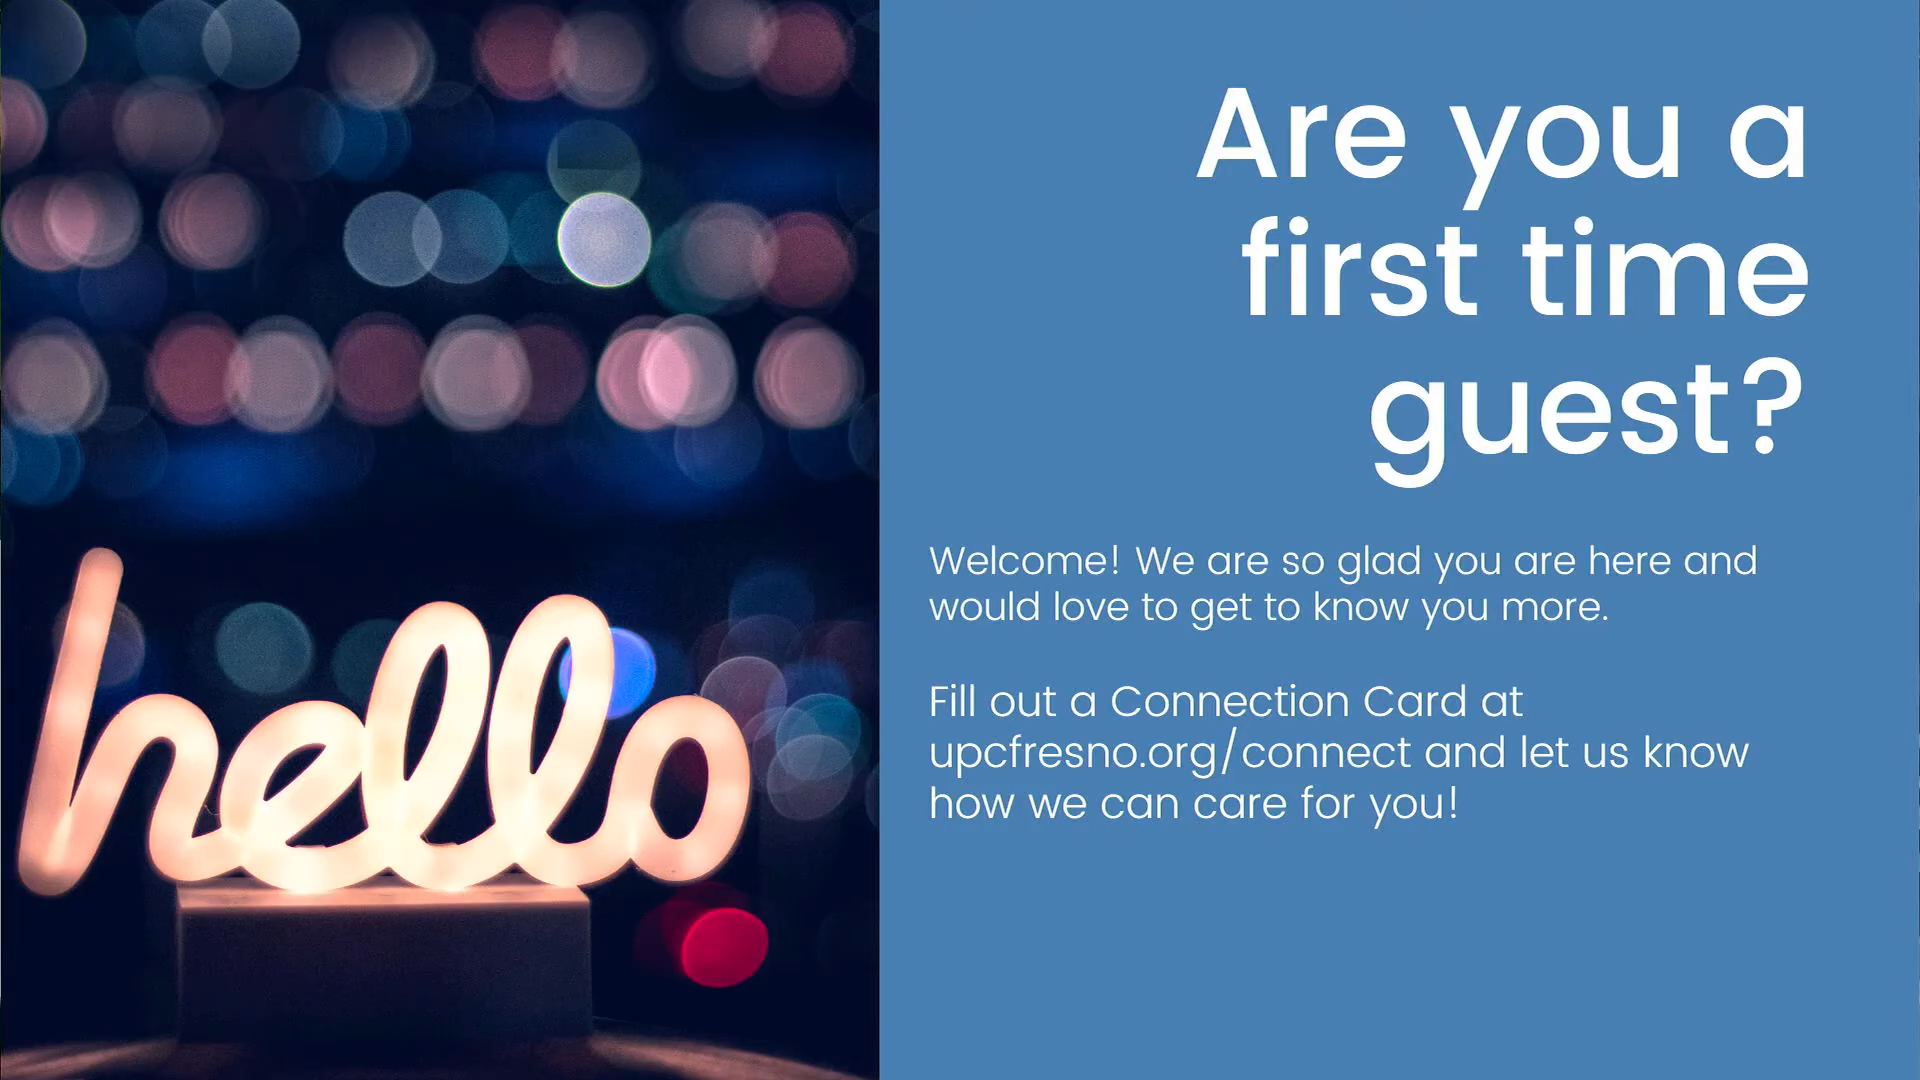 Are you a
first time
guest?
Welcome! We are so glad you are here and
would love to get to know you more.
Fill out a Connection Card at
upcfresno.org/connect and let us know
how we can care for you!
hello